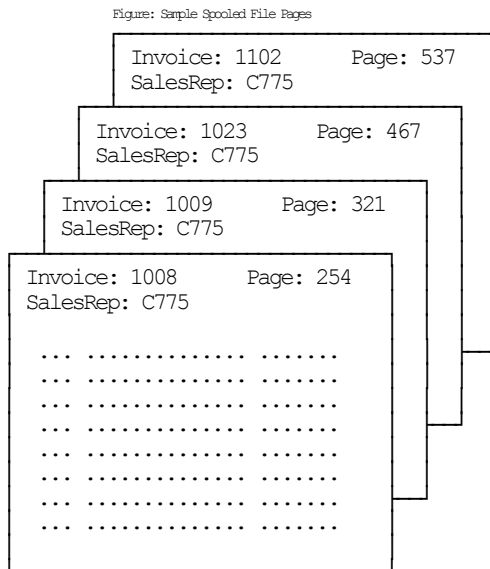 Figure: Sample Spooled File Pages
Invoice: 1102 Page: 537
SalesRep: C775
Invoice: 1023 Page: 467
SalesRep: C775
Invoice: 1009 Page: 321
SalesRep: C775
Invoice: 1008 Page: 254
SalesRep: C775
... .............. .......
... .............. .......
... .............. .......
... .............. .......
... .............. .......
... .............. .......
... .............. .......
... .............. .......